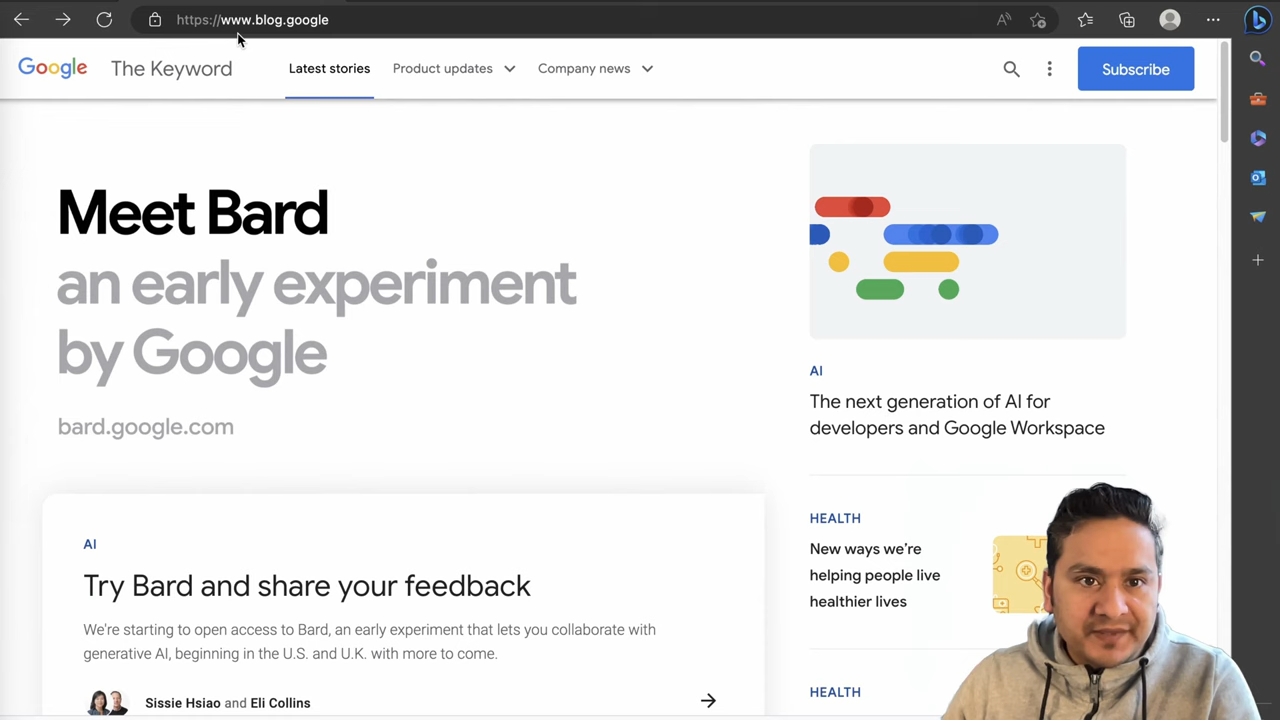 https://www.blog.google
Google The Keyword Latest stories Product updates Company news Subscribe
Meet Bard
an early experiment
by Google
bard.google.com
AI
Try Bard and share your feedback
We're starting to open access to Bard, an early experiment that lets you collaborate with
generative AI, beginning in the U.S. and U.K. with more to come.
Sissie Hsiao and Eli Collins
AI
The next generation of AI for
developers and Google Workspace
HEALTH
New ways we're
helping people live
healthier lives
HEALTH